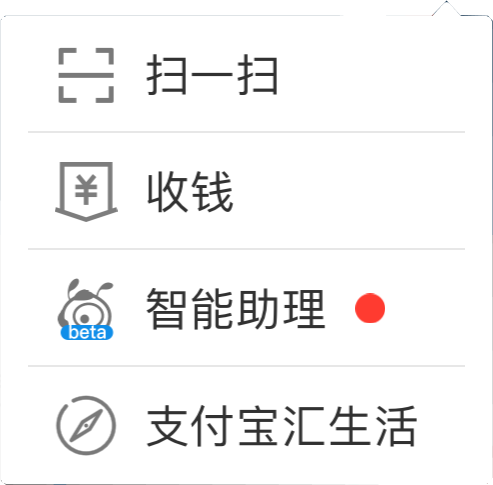 扫一扫
收钱
智能助理
beta
支付宝汇生活